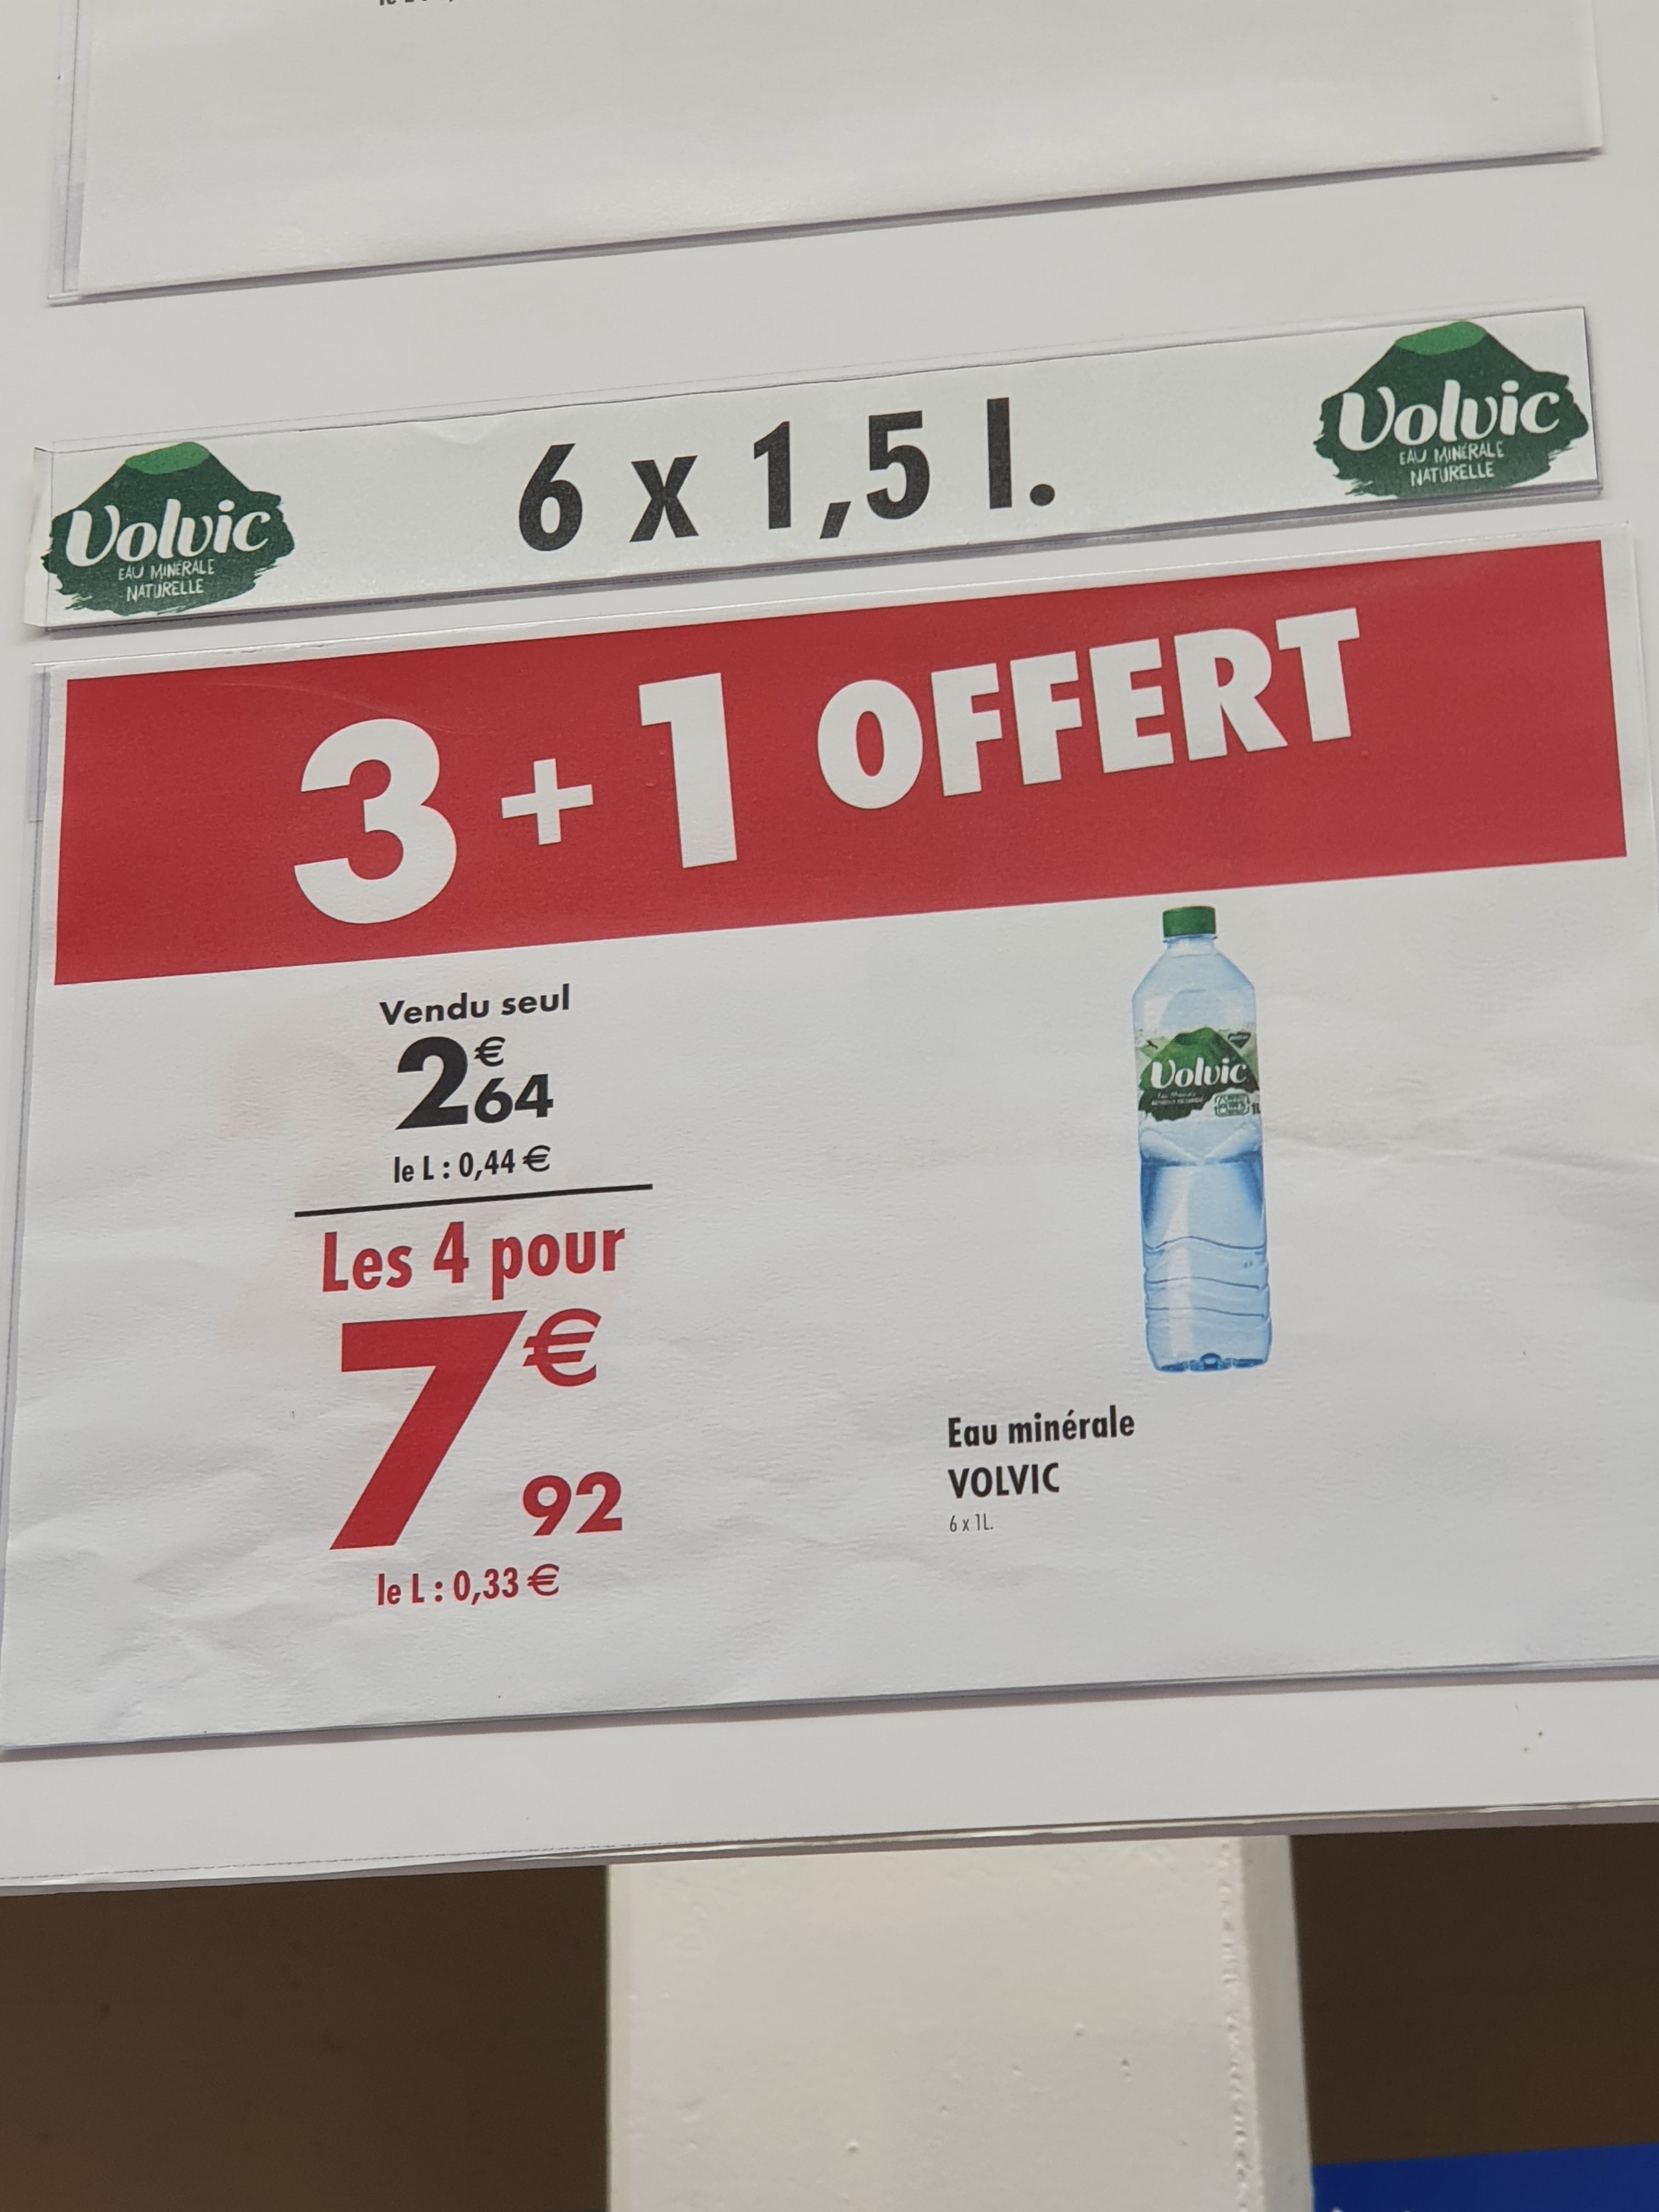 Volvic
EAU MINÉRALE
NATURELLE
6 x 1,5 l.
Volvic
EAU MINÉRALE
NATURELLE
3 + 1 OFFERT
Vendu seul
2€64
le L : 0,44 €
Les 4 pour
7€92
le L : 0,33 €
Volvic
Eau minérale
VOLVIC
6 x 1L.